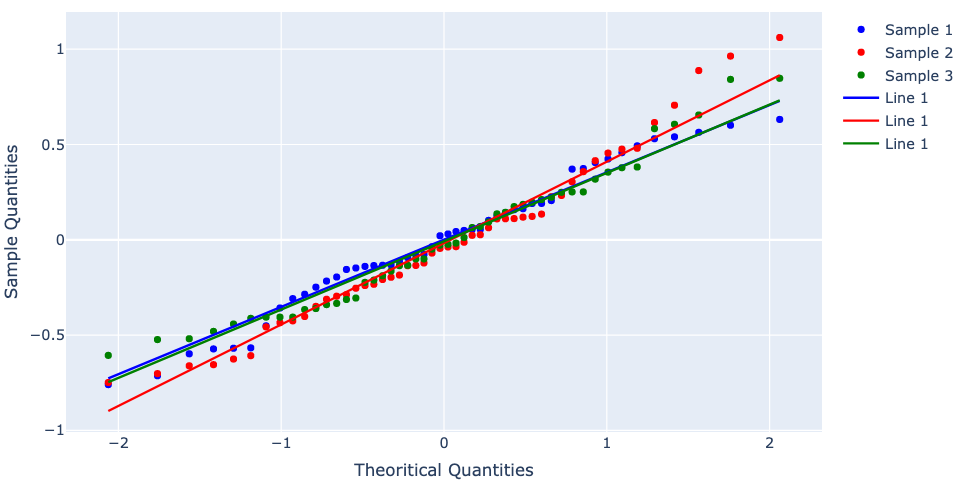 1
0.5
0
−0.5
−1
−2
−1
0
1
2
Sample Quantities
Theoritical Quantities
Sample 1
Sample 2
Sample 3
Line 1
Line 1
Line 1